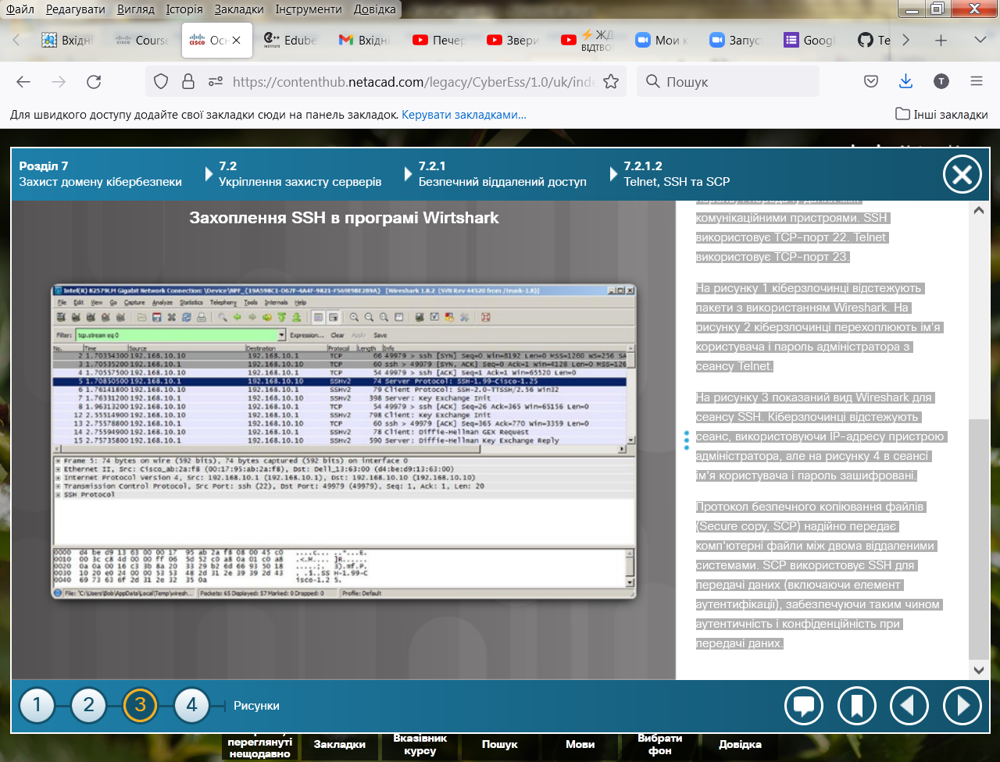 Файл Редагувати Вигляд Історія Закладки Інструменти Довідка
Вхідні Course Осн Edube Вхідні Печер Звери ЖД ВІДТВОР Мои к Запус Googl Te
https://contenthub.netacad.com/legacy/CyberEss/1.0/uk/inde
Пошук
Для швидкого доступу додайте свої закладки сюди на панель закладок. Керувати закладками...
Інші закладки
Розділ 7
Захист домену кібербезпеки
7.2
Укріплення захисту серверів
7.2.1
Безпечний віддалений доступ
7.2.1.2
Telnet, SSH та SCP
Захоплення SSH в програмі Wirtshark
Intel(R) 82579LM Gigabit Network Connection: \Device\NPF_{19A598C1-D67F-4A4F-9821-F569E9BE2B9A} [Wireshark 1.8.2 (SVN Rev 44520 from /trunk-1.8)]
File Edit View Go Capture Analyze Statistics Telephony Tools Internals Help
Filter: tcp.stream eq 0 Expression... Clear Apply Save
No. Time Source Destination Protocol Length Info
2 1.70354300 192.168.10.10 192.168.10.1 TCP 66 49979 > ssh [SYN] Seq=0 Win=8192 Len=0 MSS=1260 WS=256 SA
3 1.70535200 192.168.10.1 192.168.10.10 TCP 60 ssh > 49979 [SYN, ACK] Seq=0 Ack=1 Win=4128 Len=0 MSS=126
4 1.70557500 192.168.10.10 192.168.10.1 TCP 54 49979 > ssh [ACK] Seq=1 Ack=1 Win=65520 Len=0
5 1.70850500 192.168.10.1 192.168.10.10 SSHv2 74 Server Protocol: SSH-1.99-Cisco-1.25
6 1.76141800 192.168.10.10 192.168.10.1 SSHv2 79 Client Protocol: SSH-2.0-TTSSH/2.56 Win32
7 1.76331200 192.168.10.1 192.168.10.10 SSHv2 398 Server: Key Exchange Init
8 1.96313200 192.168.10.10 192.168.10.1 TCP 54 49979 > ssh [ACK] Seq=26 Ack=365 Win=65156 Len=0
12 2.55514900 192.168.10.10 192.168.10.1 SSHv2 798 Client: Key Exchange Init
13 2.75578800 192.168.10.1 192.168.10.10 TCP 60 ssh > 49979 [ACK] Seq=365 Ack=770 Win=3359 Len=0
14 2.75594900 192.168.10.10 192.168.10.1 SSHv2 78 Client: Diffie-Hellman GEX Request
15 2.75735800 192.168.10.1 192.168.10.10 SSHv2 590 Server: Diffie-Hellman Key Exchange Reply
Frame 5: 74 bytes on wire (592 bits), 74 bytes captured (592 bits) on interface 0
Ethernet II, Src: Cisco_ab:2a:f8 (00:17:95:ab:2a:f8), Dst: Dell_13:63:00 (d4:be:d9:13:63:00)
Internet Protocol Version 4, Src: 192.168.10.1 (192.168.10.1), Dst: 192.168.10.10 (192.168.10.10)
Transmission Control Protocol, Src Port: ssh (22), Dst Port: 49979 (49979), Seq: 1, Ack: 1, Len: 20
SSH Protocol
0000 d4 be d9 13 63 00 00 17 95 ab 2a f8 08 00 45 c0 ....c... ..*...E.
0010 00 3c c8 4d 00 00 ff 06 5d 52 c0 a8 0a 01 c0 a8 .<.M.... ]R......
0020 0a 0a 00 16 c3 3b 8a 20 33 29 b2 6d 66 93 50 18 .....;. 3).mf.P.
0030 10 20 e0 24 00 00 53 53 48 2d 31 2e 39 39 2d 43 . .$..SS H-1.99-C
0040 69 73 63 6f 2d 31 2e 32 35 0a isco-1.2 5.
File: "C:\Users\Bob\AppData\Local\Temp\wiresh... Packets: 65 Displayed: 57 Marked: 0 Dropped: 0 Profile: Default
комунікаційними пристроями. SSH
використовує TCP-порт 22. Telnet
використовує TCP-порт 23.
На рисунку 1 кіберзлочинці відстежують
пакети з використанням Wireshark. На
рисунку 2 кіберзлочинці перехоплюють ім'я
користувача і пароль адміністратора з
сеансу Telnet.
На рисунку 3 показаний вид Wireshark для
сеансу SSH. Кіберзлочинці відстежують
сеанс, використовуючи IP-адресу пристрою
адміністратора, але на рисунку 4 в сеансі
ім'я користувача і пароль зашифровані.
Протокол безпечного копіювання файлів
(Secure copy, SCP) надійно передає
комп'ютерні файли між двома віддаленими
системами. SCP використовує SSH для
передачі даних (включаючи елемент
аутентифікації), забезпечуючи таким чином
аутентичність і конфіденційність при
передачі даних.
1 2 3 4 Рисунки
переглянуті
нещодавно
Закладки
Вказівник
курсу
Пошук
Мови
Вибрати
фон
Довідка